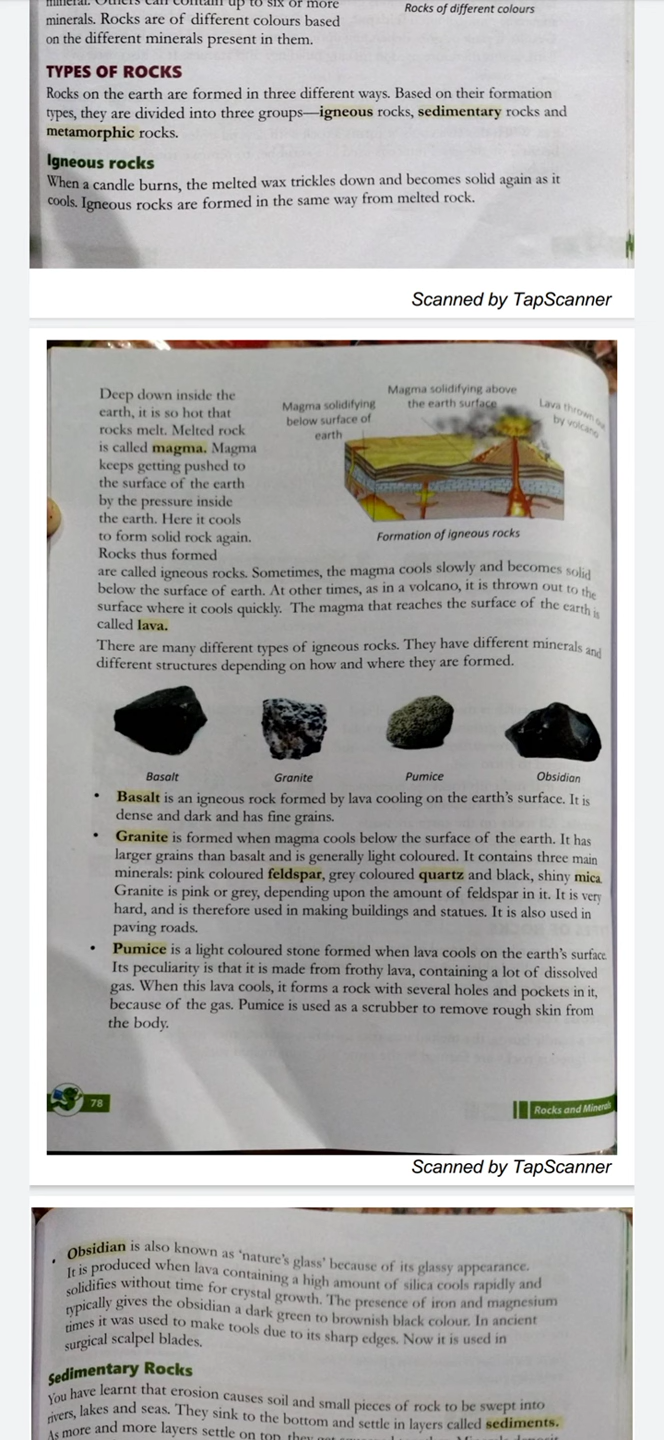 mineral. Others can contain up to six or more
minerals. Rocks are of different colours based
on the different minerals present in them.
Rocks of different colours
TYPES OF ROCKS
Rocks on the earth are formed in three different ways. Based on their formation
types, they are divided into three groups—igneous rocks, sedimentary rocks and
metamorphic rocks.
Igneous rocks
When a candle burns, the melted wax trickles down and becomes solid again as it
cools. Igneous rocks are formed in the same way from melted rock.
Scanned by TapScanner
Deep down inside the
earth, it is so hot that
rocks melt. Melted rock
is called magma. Magma
keeps getting pushed to
the surface of the earth
by the pressure inside
the earth. Here it cools
to form solid rock again.
Rocks thus formed
Magma solidifying
below surface of
earth
Magma solidifying above
the earth surface
Lava thrown out
by volcano
Formation of igneous rocks
are called igneous rocks. Sometimes, the magma cools slowly and becomes solid
below the surface of earth. At other times, as in a volcano, it is thrown out to the
surface where it cools quickly. The magma that reaches the surface of the earth is
called lava.
There are many different types of igneous rocks. They have different minerals and
different structures depending on how and where they are formed.
Basalt
Granite
Pumice
Obsidian
• Basalt is an igneous rock formed by lava cooling on the earth's surface. It is
dense and dark and has fine grains.
• Granite is formed when magma cools below the surface of the earth. It has
larger grains than basalt and is generally light coloured. It contains three main
minerals: pink coloured feldspar, grey coloured quartz and black, shiny mica
Granite is pink or grey, depending upon the amount of feldspar in it. It is very
hard, and is therefore used in making buildings and statues. It is also used in
paving roads.
• Pumice is a light coloured stone formed when lava cools on the earth's surface
Its peculiarity is that it is made from frothy lava, containing a lot of dissolved
gas. When this lava cools, it forms a rock with several holes and pockets in it,
because of the gas. Pumice is used as a scrubber to remove rough skin from
the body.
78
Rocks and Minerals
Scanned by TapScanner
• Obsidian is also known as 'nature's glass' because of its glassy appearance.
It is produced when lava containing a high amount of silica cools rapidly and
solidifies without time for crystal growth. The presence of iron and magnesium
typically gives the obsidian a dark green to brownish black colour. In ancient
times it was used to make tools due to its sharp edges. Now it is used in
surgical scalpel blades.
Sedimentary Rocks
You have learnt that erosion causes soil and small pieces of rock to be swept into
rivers, lakes and seas. They sink to the bottom and settle in layers called sediments.
As more and more layers settle on top, they